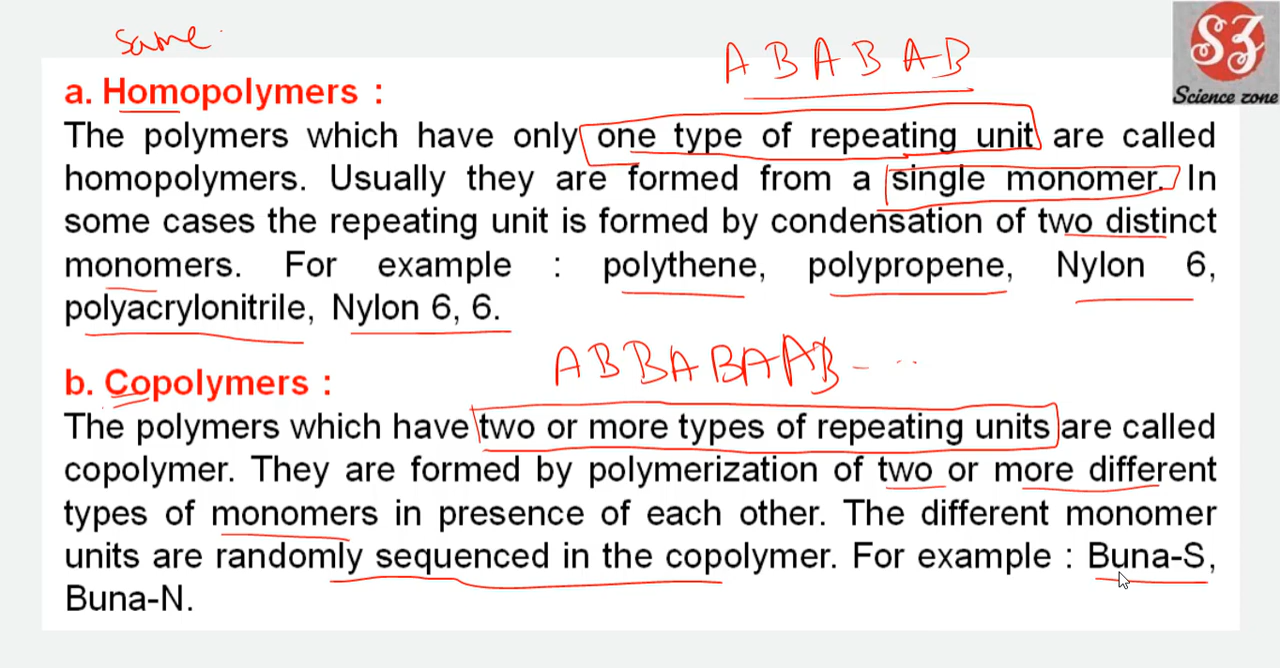 same
A B A B A B
SZ
Science zone
a. Homopolymers :
The polymers which have only one type of repeating unit are called
homopolymers. Usually they are formed from a single monomer. In
some cases the repeating unit is formed by condensation of two distinct
monomers. For example : polythene, polypropene, Nylon 6,
polyacrylonitrile, Nylon 6, 6.
A B B A B A A B - ..
b. Copolymers :
The polymers which have two or more types of repeating units are called
copolymer. They are formed by polymerization of two or more different
types of monomers in presence of each other. The different monomer
units are randomly sequenced in the copolymer. For example : Buna-S,
Buna-N.